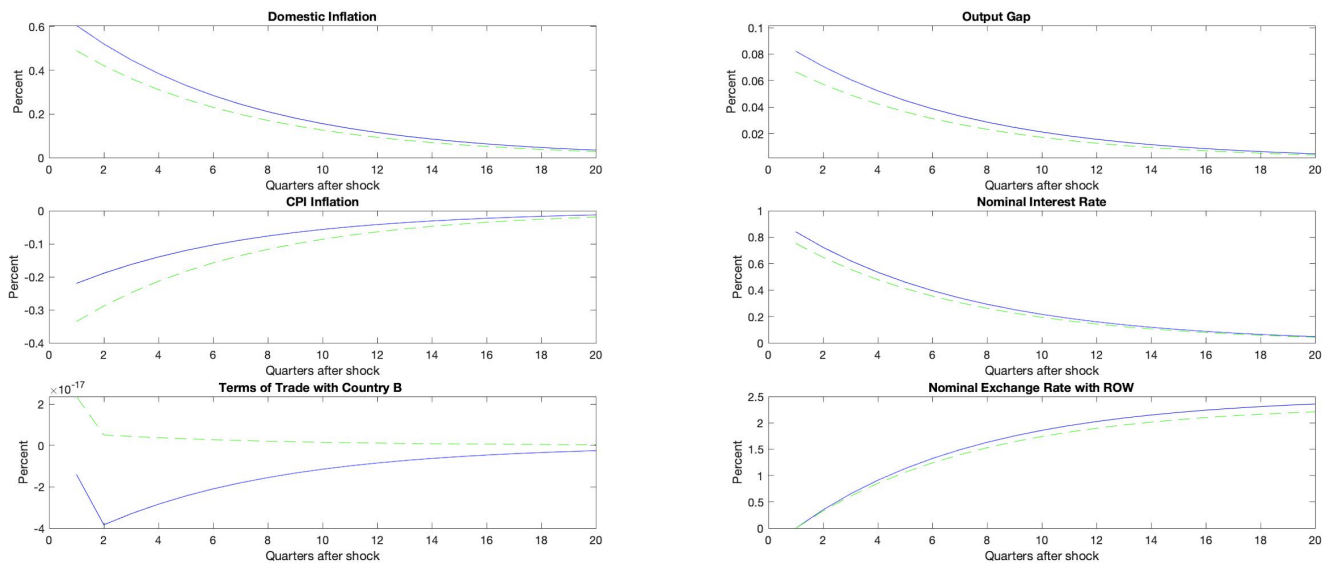 Domestic Inflation
0.6
0.4
0.2
0
Percent
0 2 4 6 8 10 12 14 16 18 20
Quarters after shock
Output Gap
0.1
0.08
0.06
0.04
0.02
Percent
0 2 4 6 8 10 12 14 16 18 20
Quarters after shock
CPI Inflation
0
-0.1
-0.2
-0.3
-0.4
Percent
0 2 4 6 8 10 12 14 16 18 20
Quarters after shock
Nominal Interest Rate
1
0.8
0.6
0.4
0.2
0
Percent
0 2 4 6 8 10 12 14 16 18 20
Quarters after shock
×10⁻¹⁷
Terms of Trade with Country B
2
0
-2
-4
Percent
0 2 4 6 8 10 12 14 16 18 20
Quarters after shock
Nominal Exchange Rate with ROW
2.5
2
1.5
1
0.5
0
Percent
0 2 4 6 8 10 12 14 16 18 20
Quarters after shock